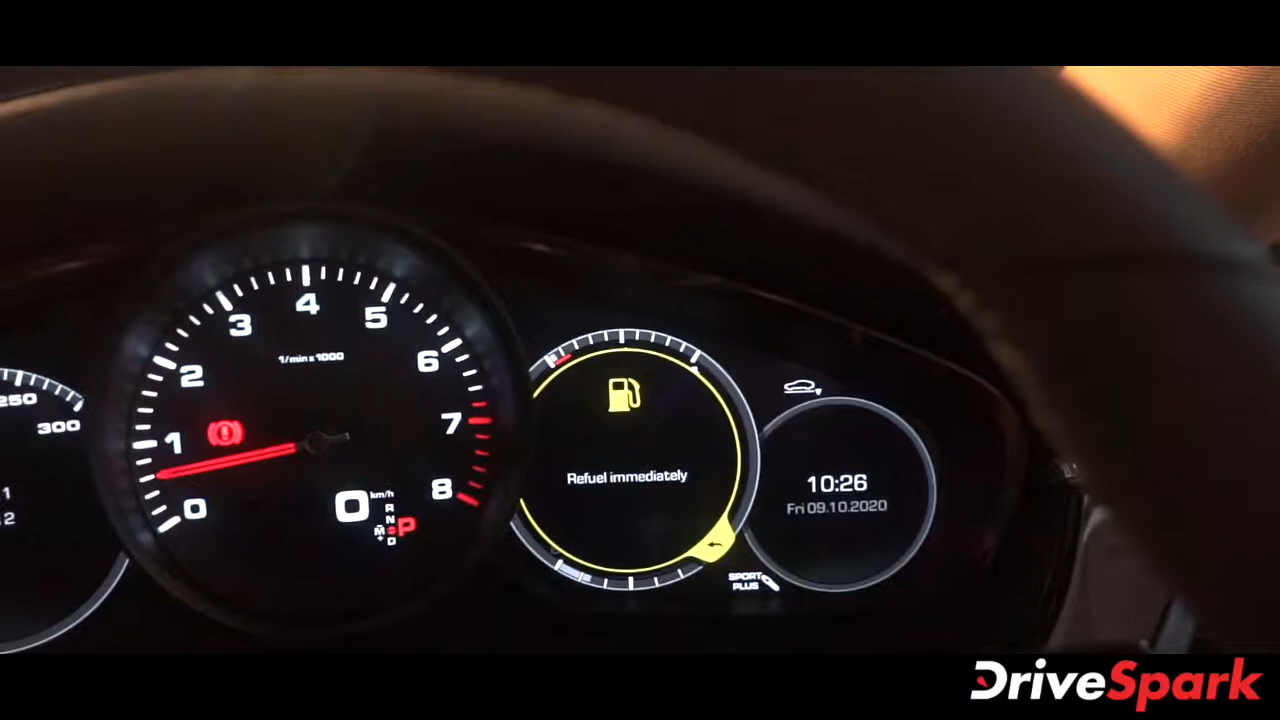 250
300
1
2
0
1
2
3
4
5
6
7
8
1/min x 1000
0 km/h
R
N
M P
+ D
Refuel immediately
10:26
Fri 09.10.2020
SPORT
PLUS
DriveSpark